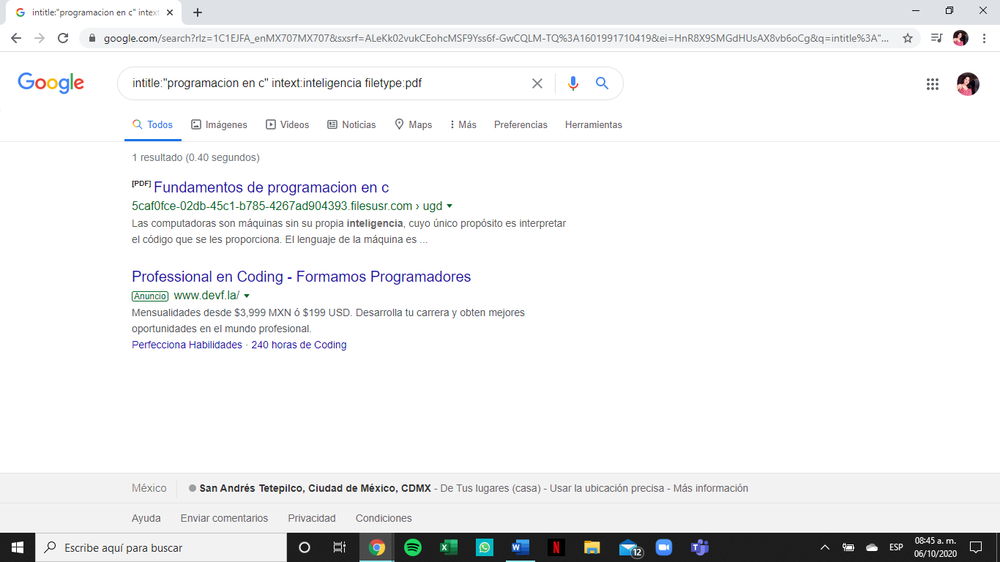 intitle:"programacion en c" intext
google.com/search?rlz=1C1EJFA_enMX707MX707&sxsrf=ALeKk02vukCEohcMSF9Yss6f-GwCQLM-TQ%3A1601991710419&ei=HnR8X9SMGdHUsAX8vb6oCg&q=intitle%3A"...
Google
intitle:"programacion en c" intext:inteligencia filetype:pdf
Todos Imágenes Videos Noticias Maps Más Preferencias Herramientas
1 resultado (0.40 segundos)
[PDF] Fundamentos de programacion en c
5caf0fce-02db-45c1-b785-4267ad904393.filesusr.com › ugd
Las computadoras son máquinas sin su propia inteligencia, cuyo único propósito es interpretar
el código que se les proporciona. El lenguaje de la máquina es ...
Professional en Coding - Formamos Programadores
Anuncio www.devf.la/
Mensualidades desde $3,999 MXN ó $199 USD. Desarrolla tu carrera y obten mejores
oportunidades en el mundo profesional.
Perfecciona Habilidades · 240 horas de Coding
México San Andrés Tetepilco, Ciudad de México, CDMX - De Tus lugares (casa) - Usar la ubicación precisa - Más información
Ayuda Enviar comentarios Privacidad Condiciones
Escribe aquí para buscar
12
ESP
08:45 a. m.
06/10/2020